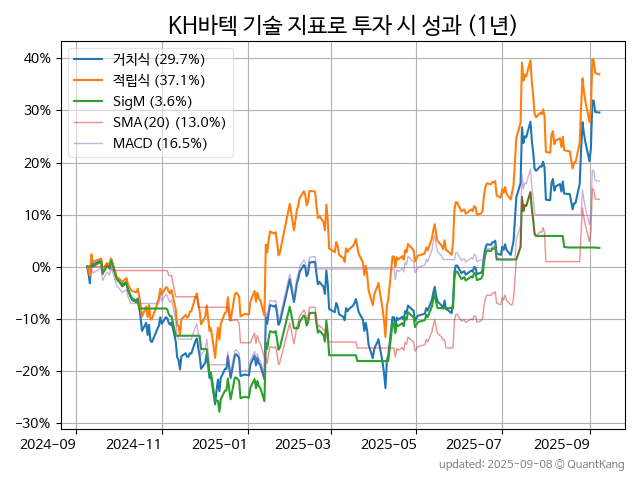 KH바텍 기술 지표로 투자 시 성과 (1년)
거치식 (29.7%)
적립식 (37.1%)
SigM (3.6%)
SMA(20) (13.0%)
MACD (16.5%)
40%
30%
20%
10%
0%
−10%
−20%
−30%
2024-09 2024-11 2025-01 2025-03 2025-05 2025-07 2025-09
updated: 2025-09-08 © QuantKang